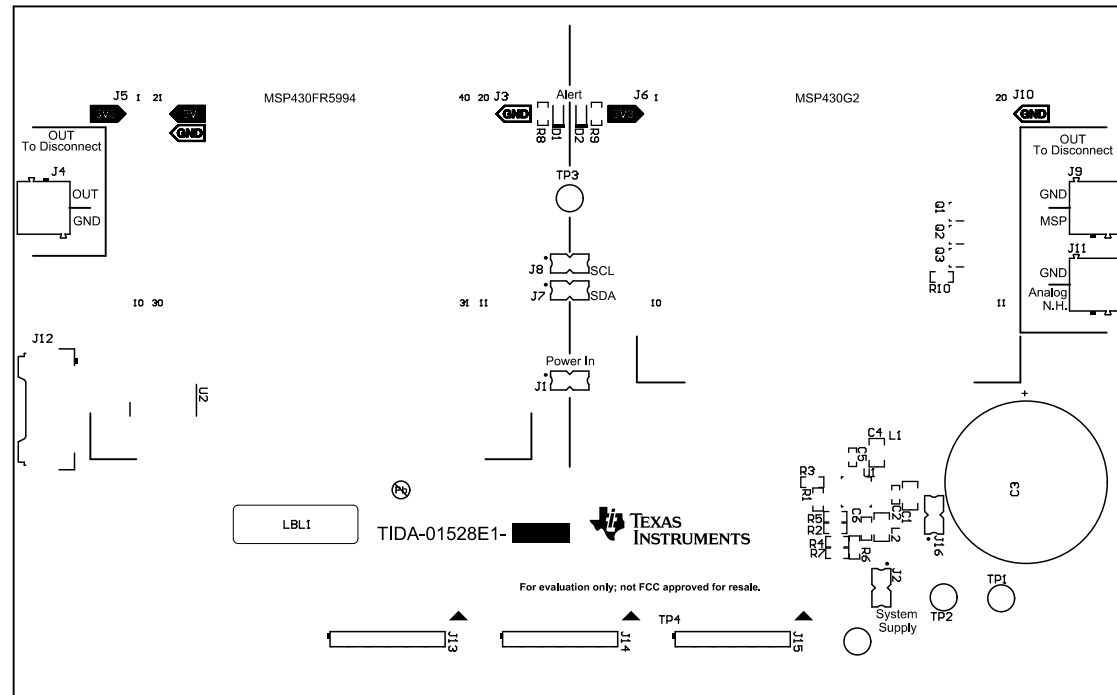 J5 1 21 MSP430FR5994 40 20 J3 Alert J6 1 MSP430G2 20 J10
3V3 5V GND 3V3 GND
GND
R8 D1 D2 R9
OUT
To Disconnect
J4
OUT
GND
TP3
OUT
To Disconnect
J9
GND
MSP
J11
GND
Analog
N.H.
Q1
Q2
Q3
R10
J8 SCL
J7 SDA
10 30 31 11 10 11
J12
U2
Power In
J1
+
C3
C4 L1
C5
U1
R3
R1
C2 C1
R5 C6
R2 L2
R4
R7 R6
J16
J2
System
Supply
TP2
TP1
Pb
LBL1
TIDA-01528E1-
TEXAS
INSTRUMENTS
For evaluation only; not FCC approved for resale.
J13 J14 TP4 J15